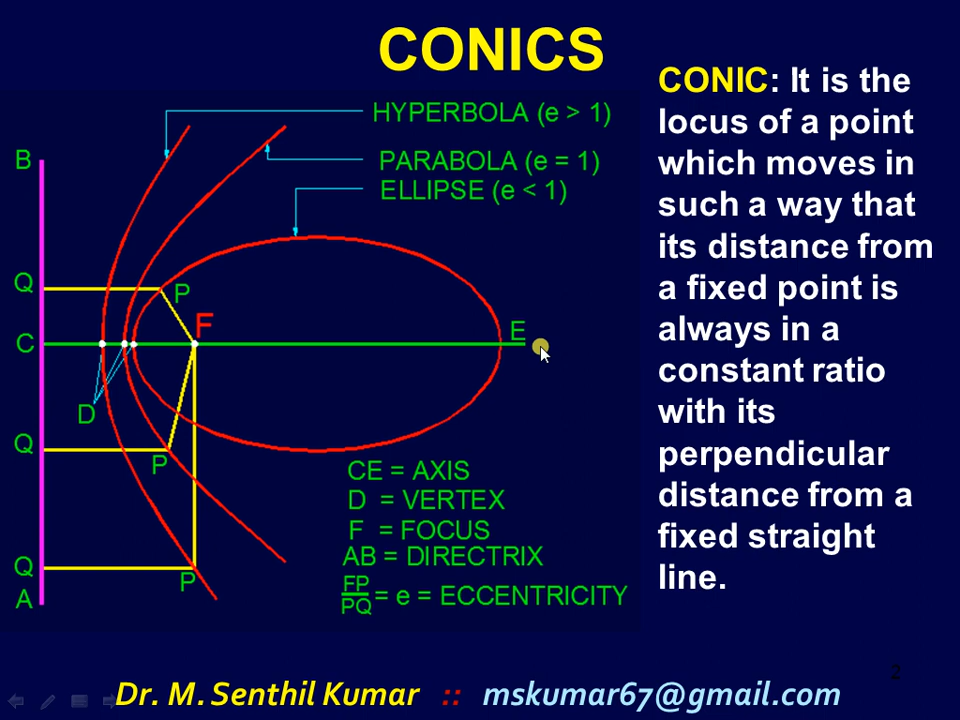 CONICS
HYPERBOLA (e > 1)
PARABOLA (e = 1)
ELLIPSE (e < 1)
B
Q
P
F
C
E
D
Q
P
Q
P
A
CE = AXIS
D = VERTEX
F = FOCUS
AB = DIRECTRIX
FP
PQ = e = ECCENTRICITY
CONIC: It is the
locus of a point
which moves in
such a way that
its distance from
a fixed point is
always in a
constant ratio
with its
perpendicular
distance from a
fixed straight
line.
2
Dr. M. Senthil Kumar :: mskumar67@gmail.com